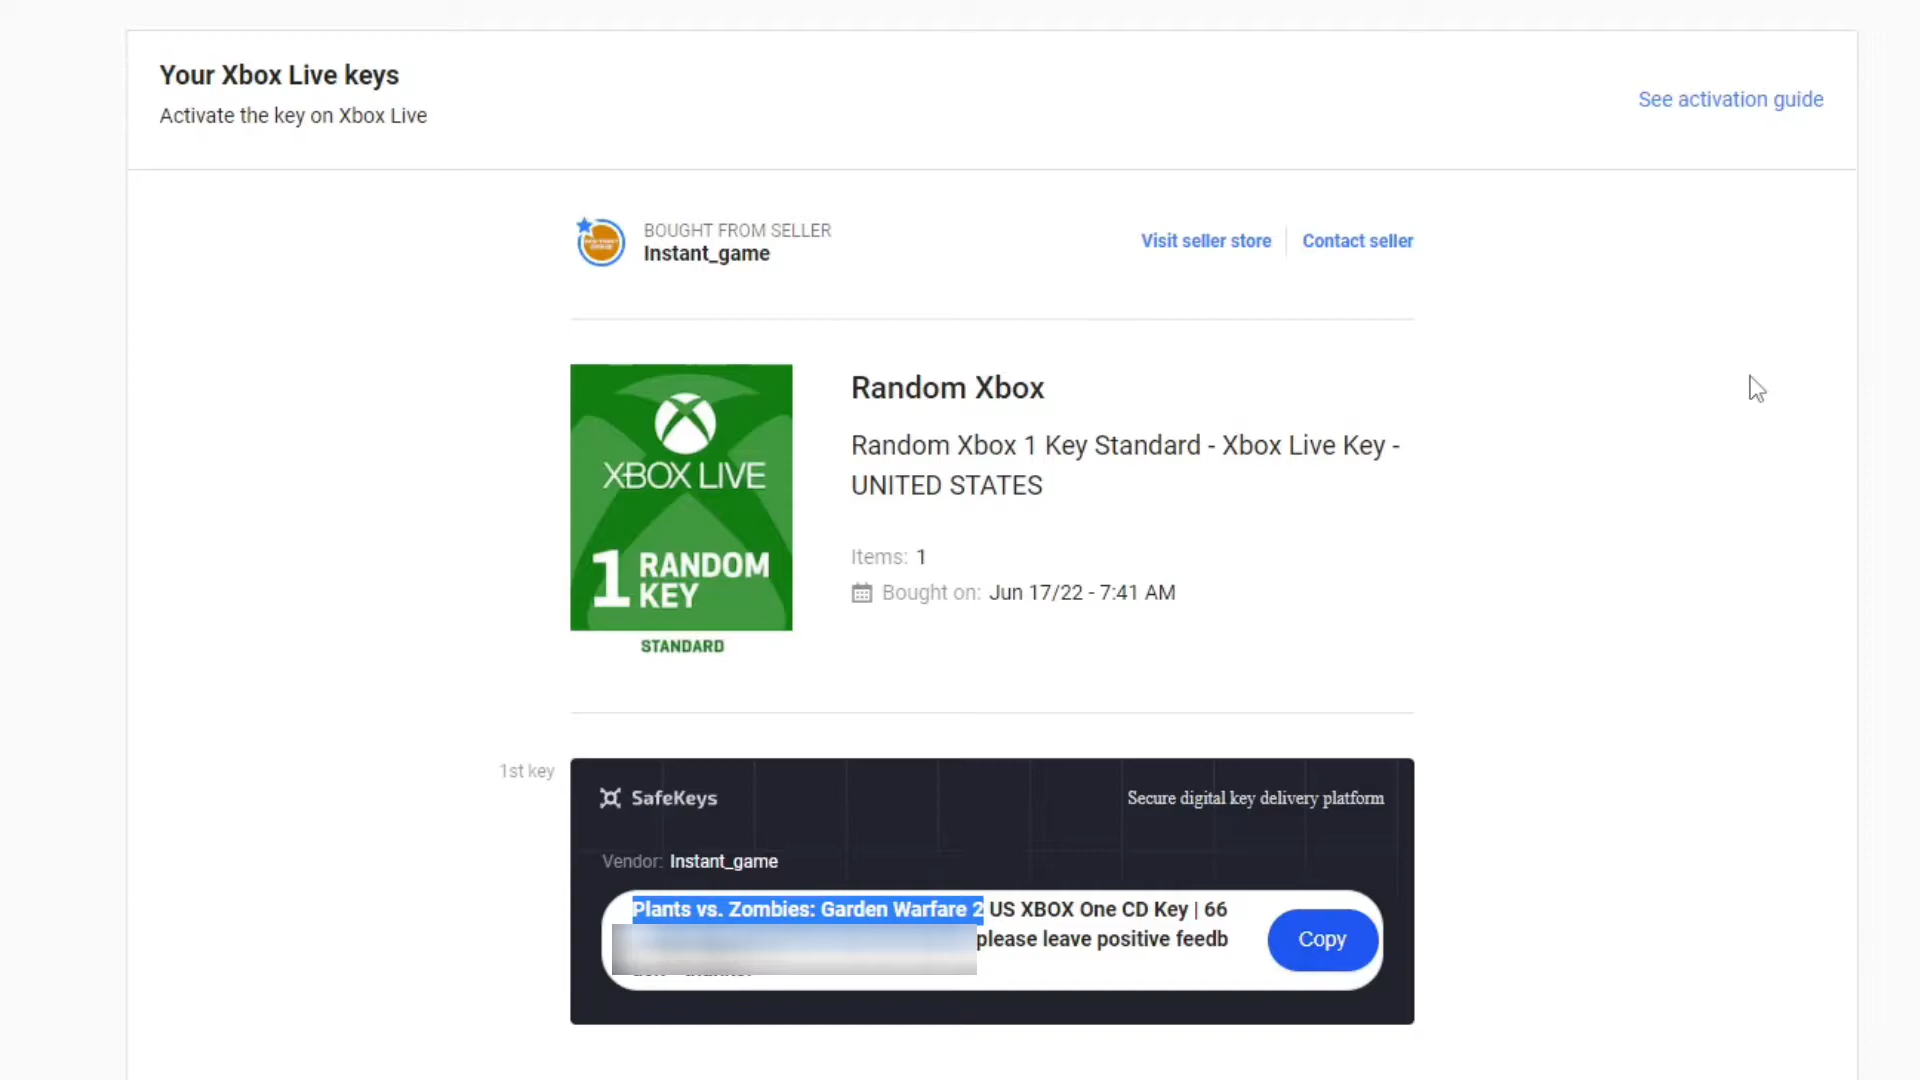 Your Xbox Live keys
Activate the key on Xbox Live
See activation guide
BOUGHT FROM SELLER
Instant_game
Visit seller store
Contact seller
XBOX LIVE
1 RANDOM
KEY
STANDARD
Random Xbox
Random Xbox 1 Key Standard - Xbox Live Key -
UNITED STATES
Items: 1
Bought on: Jun 17/22 - 7:41 AM
1st key
SafeKeys
Secure digital key delivery platform
Vendor: Instant_game
Plants vs. Zombies: Garden Warfare 2 US XBOX One CD Key | 66
please leave positive feedb
Copy